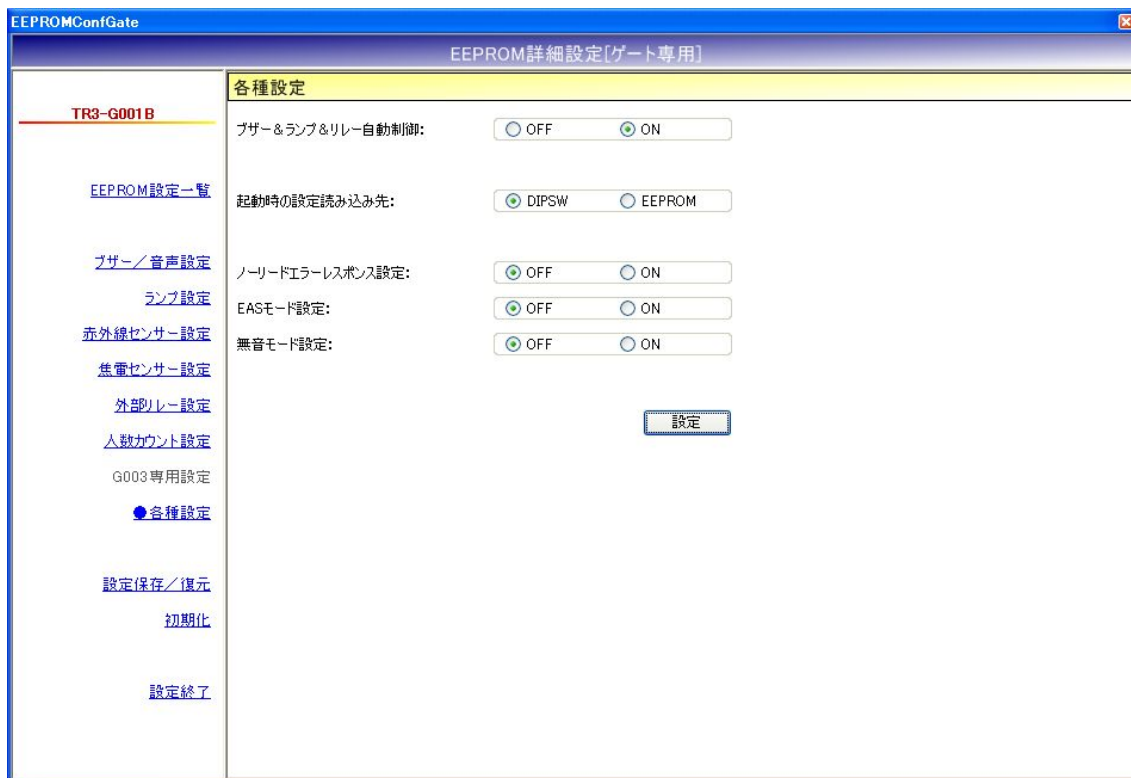 EEPROMConfGate
EEPROM詳細設定[ゲート専用]
TR3-G001B
EEPROM設定一覧
ブザー／音声設定
ランプ設定
赤外線センサー設定
焦電センサー設定
外部リレー設定
人数カウント設定
G003専用設定
●各種設定
設定保存／復元
初期化
設定終了
各種設定
ブザー＆ランプ＆リレー自動制御: OFF ON
起動時の設定読み込み先: DIPSW EEPROM
ノーリードエラーレスポンス設定: OFF ON
EASモード設定: OFF ON
無音モード設定: OFF ON
設定